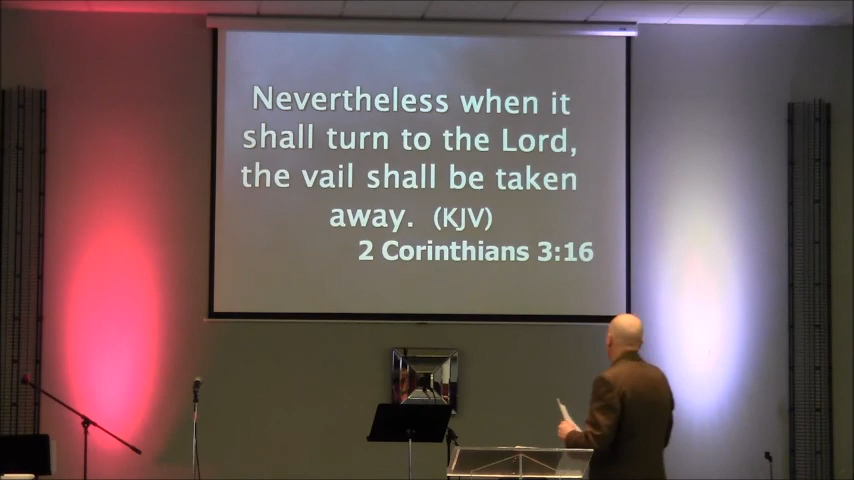 Nevertheless when it
shall turn to the Lord,
the vail shall be taken
away. (KJV)
2 Corinthians 3:16